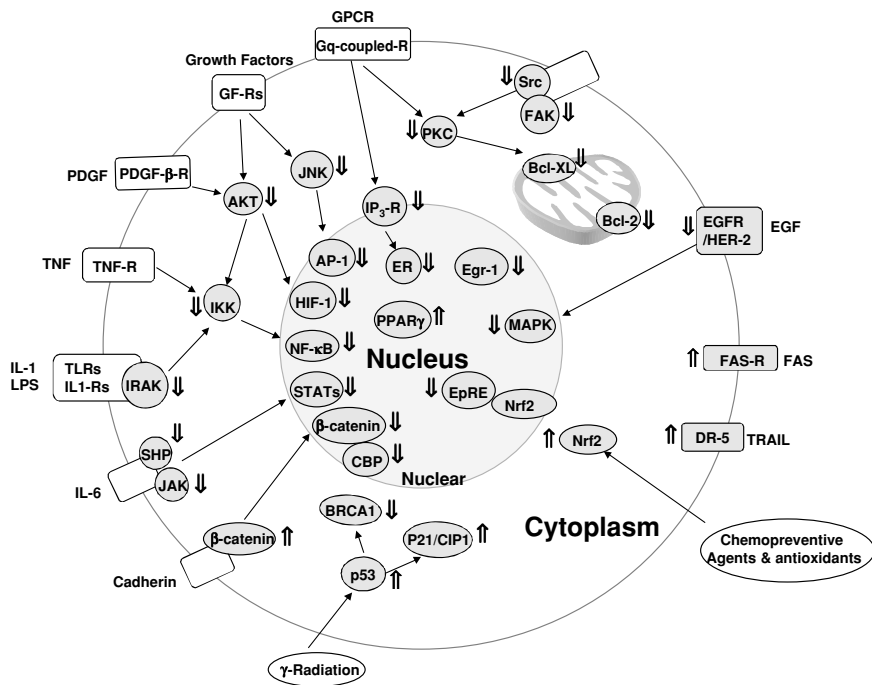 GPCR
Gq-coupled-R
Growth Factors
GF-Rs
Src
FAK
PKC
PDGF
PDGF-β-R
JNK
Bcl-XL
AKT
IP₃-R
Bcl-2
EGFR
/HER-2
EGF
TNF
TNF-R
AP-1
ER
Egr-1
IKK
HIF-1
PPARγ
MAPK
NF-κB
Nucleus
FAS-R
FAS
IL-1
LPS
TLRs
IL1-Rs
IRAK
STATs
EpRE
Nrf2
β-catenin
CBP
Nuclear
Nrf2
DR-5
TRAIL
SHP
JAK
IL-6
BRCA1
P21/CIP1
Cytoplasm
β-catenin
Cadherin
p53
Chemopreventive
Agents & antioxidants
γ-Radiation